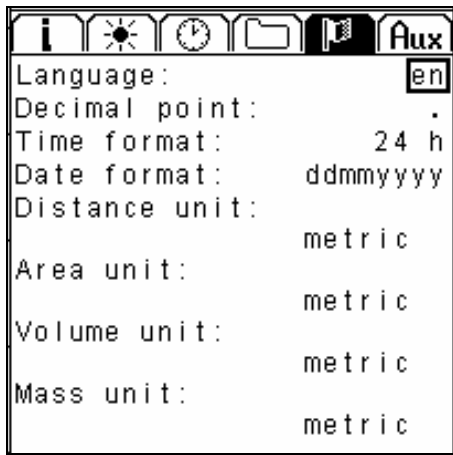 i Aux
Language: en
Decimal point: .
Time format: 24 h
Date format: ddmmyyyy
Distance unit:
metric
Area unit:
metric
Volume unit:
metric
Mass unit:
metric